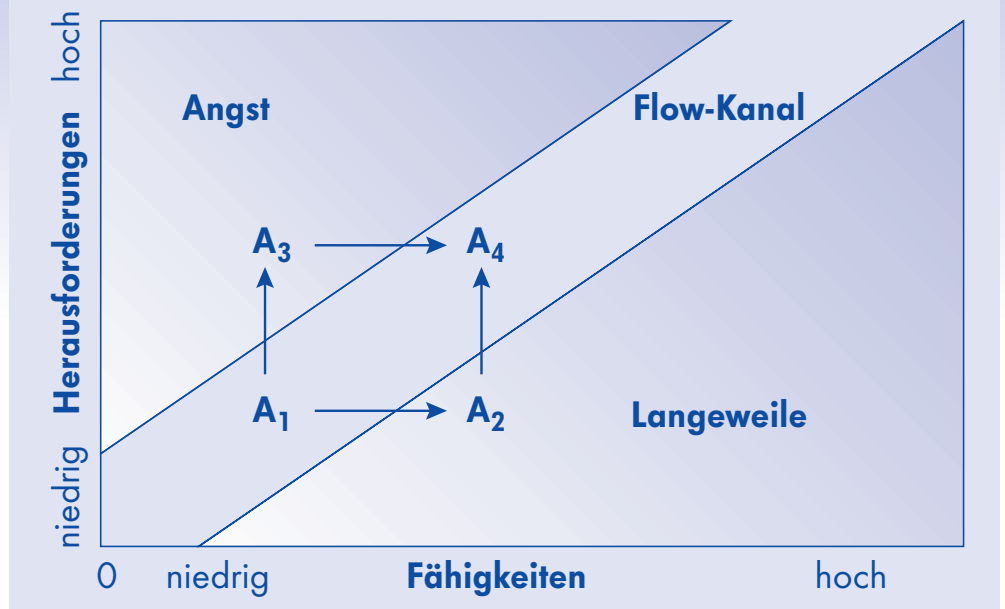 hoch
Herausforderungen
niedrig
Angst
Flow-Kanal
A₃
A₄
A₁
A₂
Langeweile
0 niedrig Fähigkeiten hoch